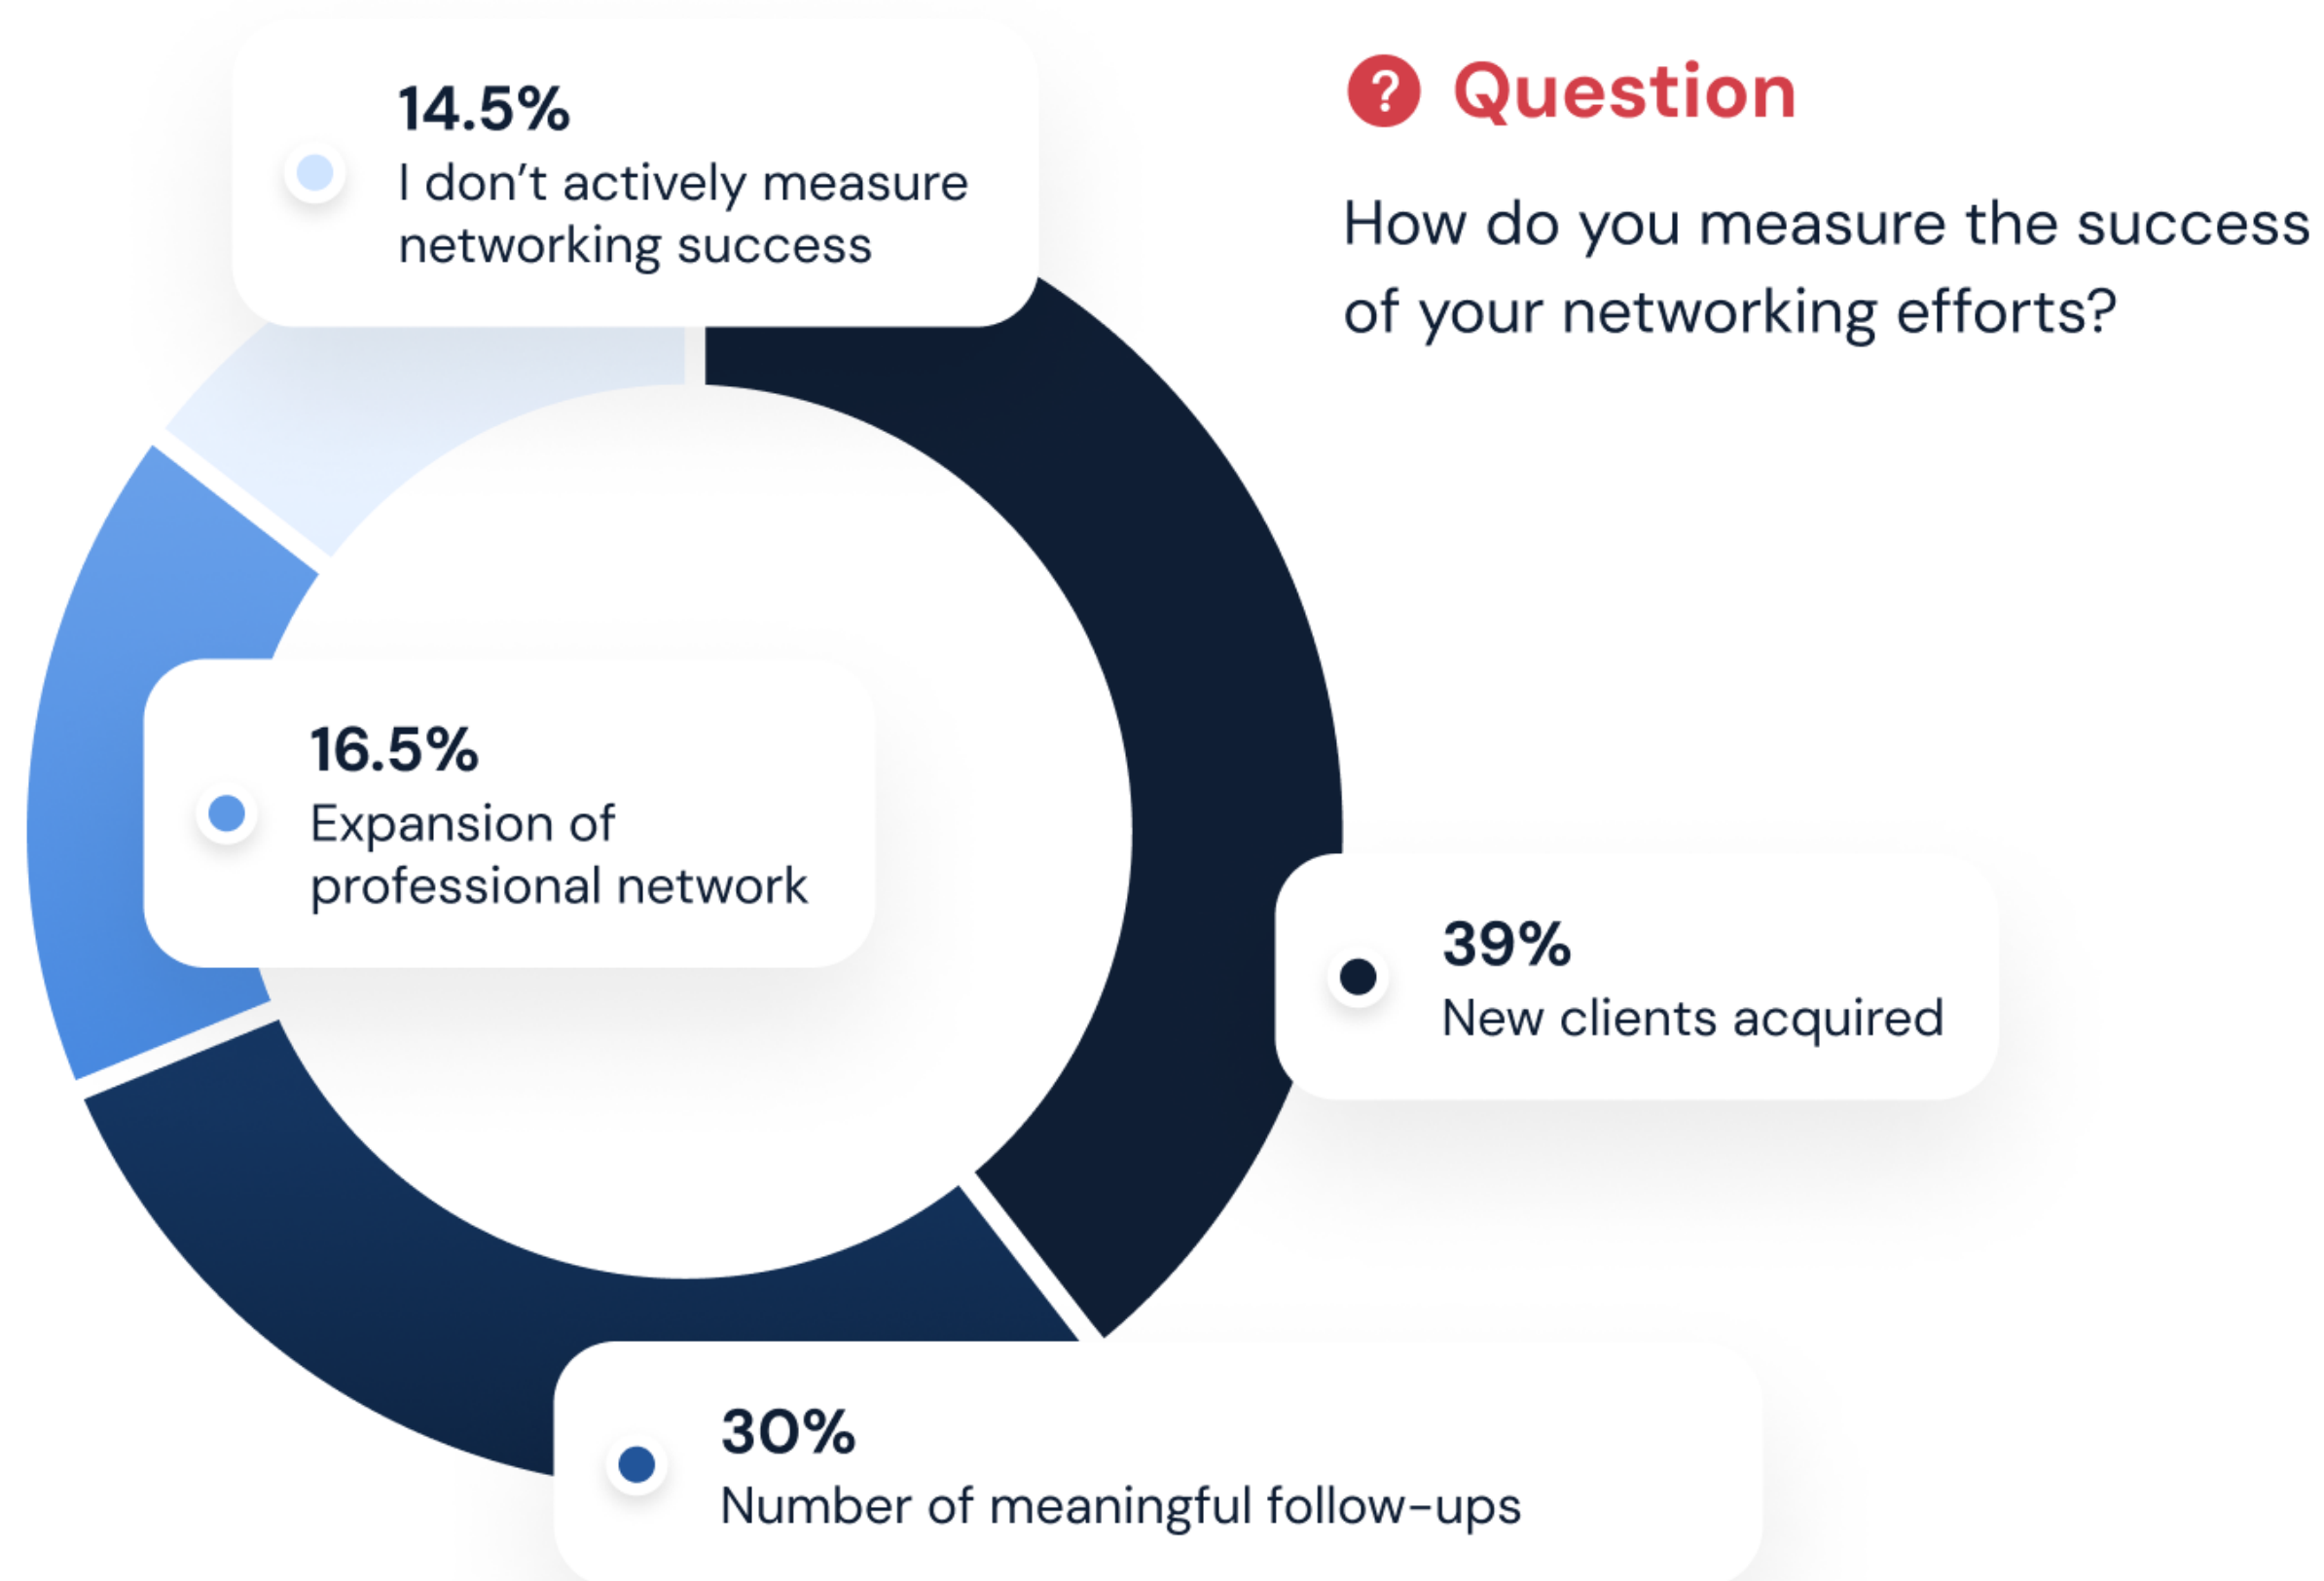 14.5%
I don’t actively measure
networking success
? Question
How do you measure the success
of your networking efforts?
16.5%
Expansion of
professional network
39%
New clients acquired
30%
Number of meaningful follow-ups